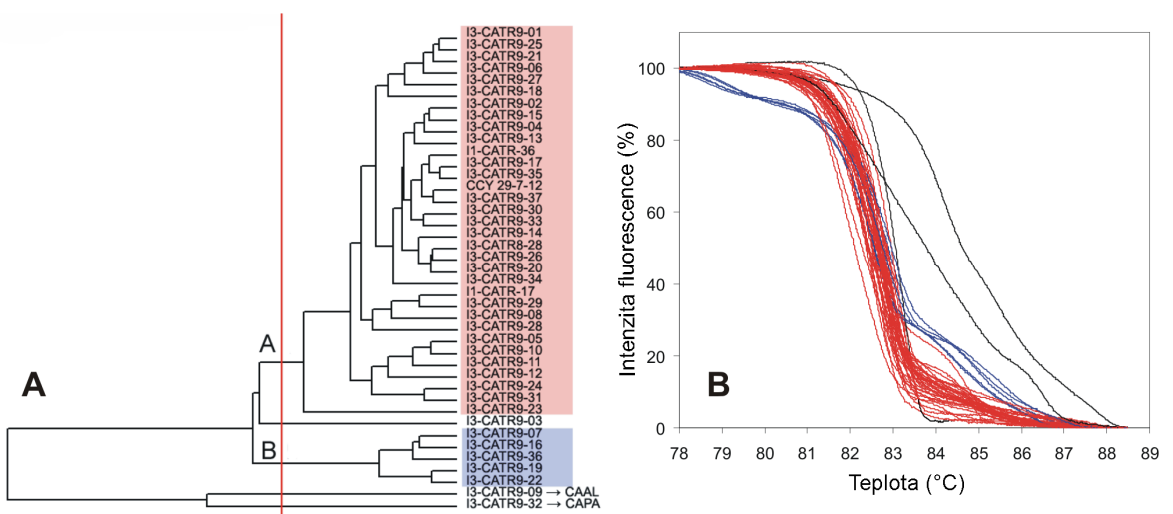 I3-CATR9-01
I3-CATR9-25
I3-CATR9-21
I3-CATR9-06
I3-CATR9-27
I3-CATR9-18
I3-CATR9-02
I3-CATR9-15
I3-CATR9-04
I3-CATR9-13
I1-CATR-36
I3-CATR9-17
I3-CATR9-35
CCY 29-7-12
I3-CATR9-37
I3-CATR9-30
I3-CATR9-33
I3-CATR9-14
I3-CATR8-28
I3-CATR9-26
I3-CATR9-20
I3-CATR9-34
I1-CATR-17
I3-CATR9-29
I3-CATR9-08
I3-CATR9-28
I3-CATR9-05
I3-CATR9-10
I3-CATR9-11
I3-CATR9-12
I3-CATR9-24
I3-CATR9-31
I3-CATR9-23
I3-CATR9-03
I3-CATR9-07
I3-CATR9-16
I3-CATR9-36
I3-CATR9-19
I3-CATR9-22
I3-CATR9-09 → CAAL
I3-CATR9-32 → CAPA
A
B
A
Intenzita fluorescence (%)
100
80
60
40
20
0
B
78 79 80 81 82 83 84 85 86 87 88 89
Teplota (°C)